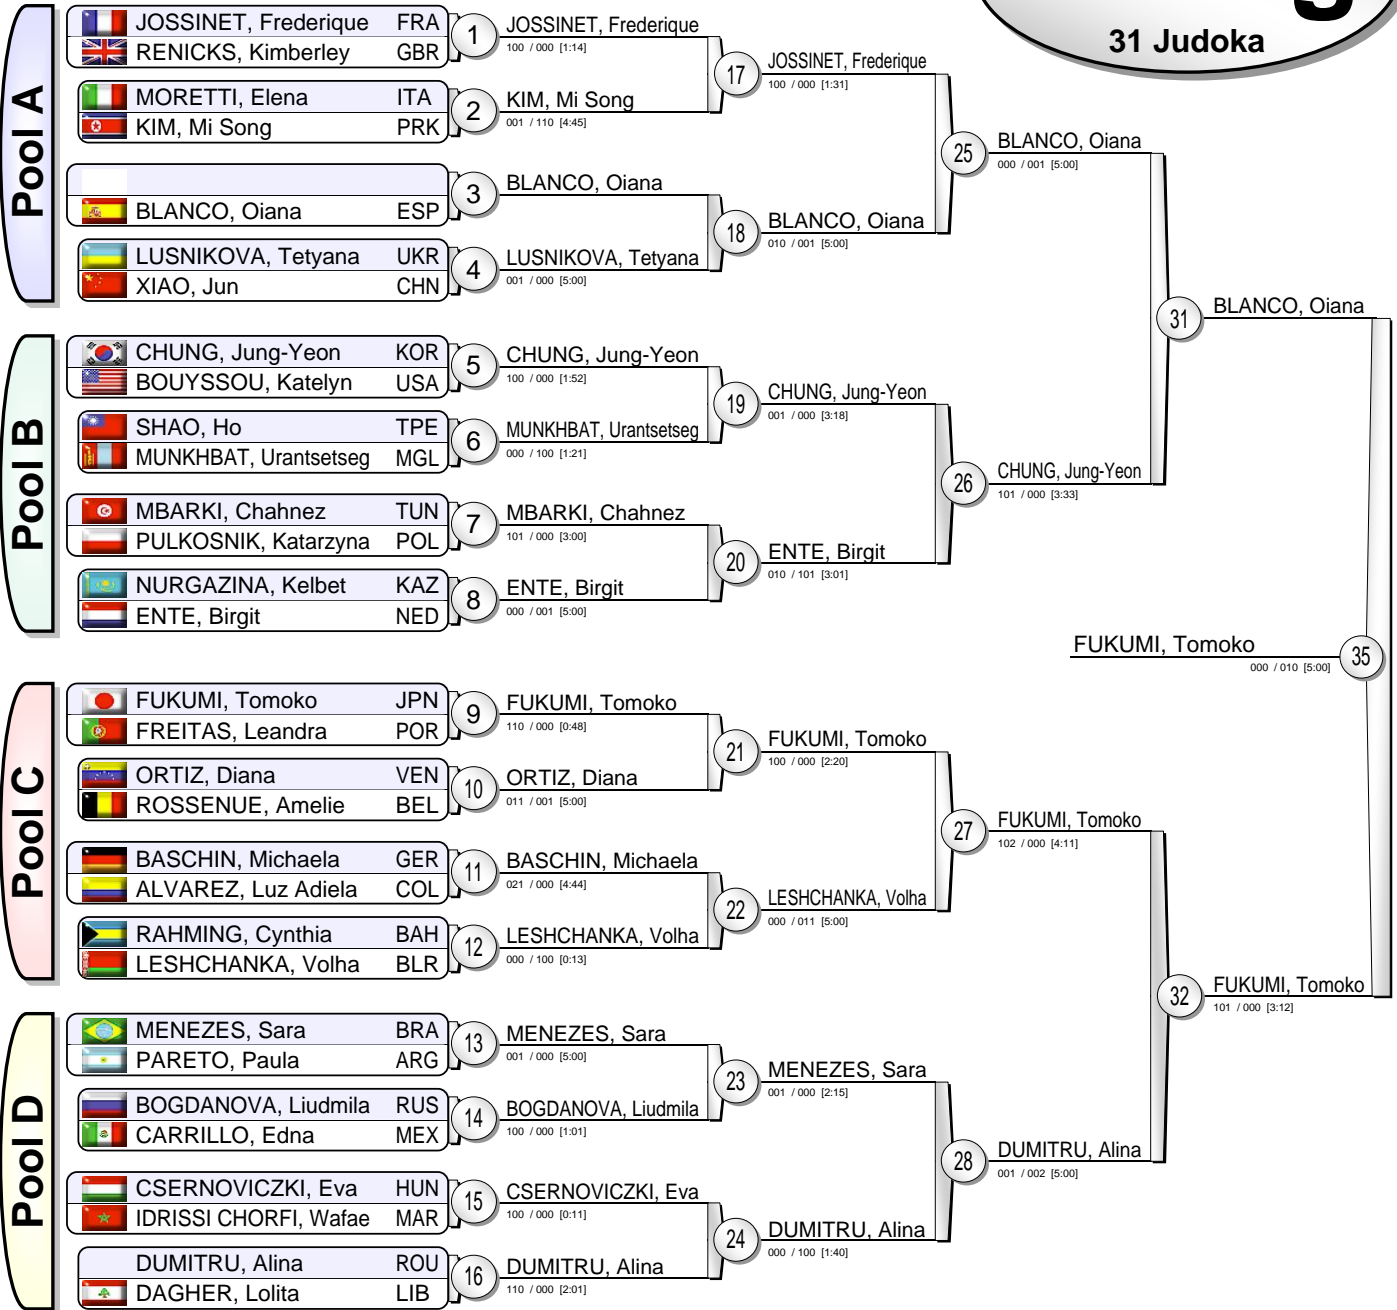 31 Judoka
Pool A
JOSSINET, Frederique FRA
RENICKS, Kimberley GBR
1
JOSSINET, Frederique
100 / 000 [1:14]
MORETTI, Elena ITA
KIM, Mi Song PRK
2
KIM, Mi Song
001 / 110 [4:45]
17
JOSSINET, Frederique
100 / 000 [1:31]
BLANCO, Oiana ESP
3
BLANCO, Oiana
LUSNIKOVA, Tetyana UKR
XIAO, Jun CHN
4
LUSNIKOVA, Tetyana
001 / 000 [5:00]
18
BLANCO, Oiana
010 / 001 [5:00]
25
BLANCO, Oiana
000 / 001 [5:00]
Pool B
CHUNG, Jung-Yeon KOR
BOUYSSOU, Katelyn USA
5
CHUNG, Jung-Yeon
100 / 000 [1:52]
SHAO, Ho TPE
MUNKHBAT, Urantsetseg MGL
6
MUNKHBAT, Urantsetseg
000 / 100 [1:21]
19
CHUNG, Jung-Yeon
001 / 000 [3:18]
MBARKI, Chahnez TUN
PULKOSNIK, Katarzyna POL
7
MBARKI, Chahnez
101 / 000 [3:00]
NURGAZINA, Kelbet KAZ
ENTE, Birgit NED
8
ENTE, Birgit
000 / 001 [5:00]
20
ENTE, Birgit
010 / 101 [3:01]
26
CHUNG, Jung-Yeon
101 / 000 [3:33]
31
BLANCO, Oiana
Pool C
FUKUMI, Tomoko JPN
FREITAS, Leandra POR
9
FUKUMI, Tomoko
110 / 000 [0:48]
ORTIZ, Diana VEN
ROSSENUE, Amelie BEL
10
ORTIZ, Diana
011 / 001 [5:00]
21
FUKUMI, Tomoko
100 / 000 [2:20]
BASCHIN, Michaela GER
ALVAREZ, Luz Adiela COL
11
BASCHIN, Michaela
021 / 000 [4:44]
RAHMING, Cynthia BAH
LESHCHANKA, Volha BLR
12
LESHCHANKA, Volha
000 / 100 [0:13]
22
LESHCHANKA, Volha
000 / 011 [5:00]
27
FUKUMI, Tomoko
102 / 000 [4:11]
Pool D
MENEZES, Sara BRA
PARETO, Paula ARG
13
MENEZES, Sara
001 / 000 [5:00]
BOGDANOVA, Liudmila RUS
CARRILLO, Edna MEX
14
BOGDANOVA, Liudmila
100 / 000 [1:01]
23
MENEZES, Sara
001 / 000 [2:15]
CSERNOVICZKI, Eva HUN
IDRISSI CHORFI, Wafae MAR
15
CSERNOVICZKI, Eva
100 / 000 [0:11]
DUMITRU, Alina ROU
DAGHER, Lolita LIB
16
DUMITRU, Alina
110 / 000 [2:01]
24
DUMITRU, Alina
000 / 100 [1:40]
28
DUMITRU, Alina
001 / 002 [5:00]
32
FUKUMI, Tomoko
101 / 000 [3:12]
FUKUMI, Tomoko
000 / 010 [5:00]
35